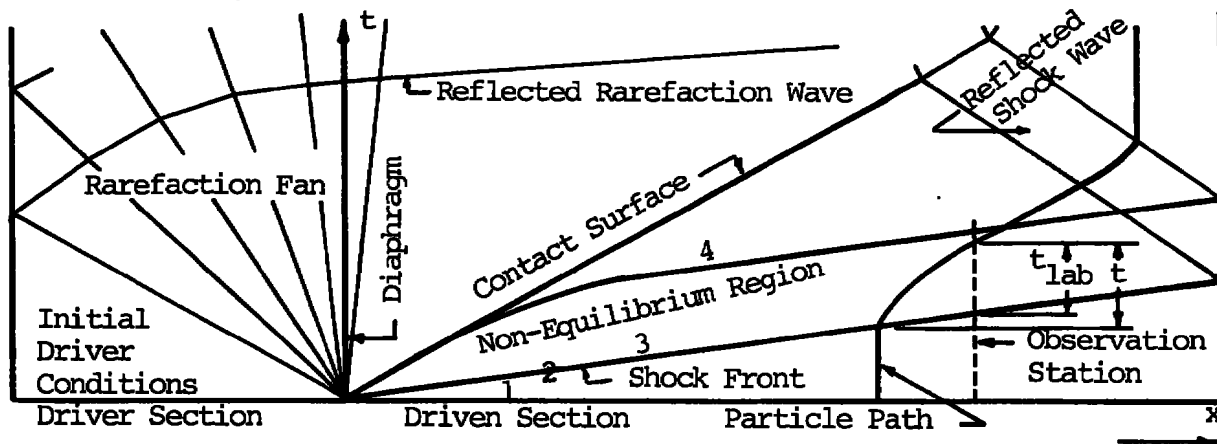 t
Reflected Rarefaction Wave
Reflected
Shock Wave
Rarefaction Fan
Diaphragm
Contact Surface
4
t lab
t
Non-Equilibrium Region
3
2
1
Shock Front
Initial
Driver
Conditions
Driver Section
Driven Section
Particle Path
Observation
Station
x